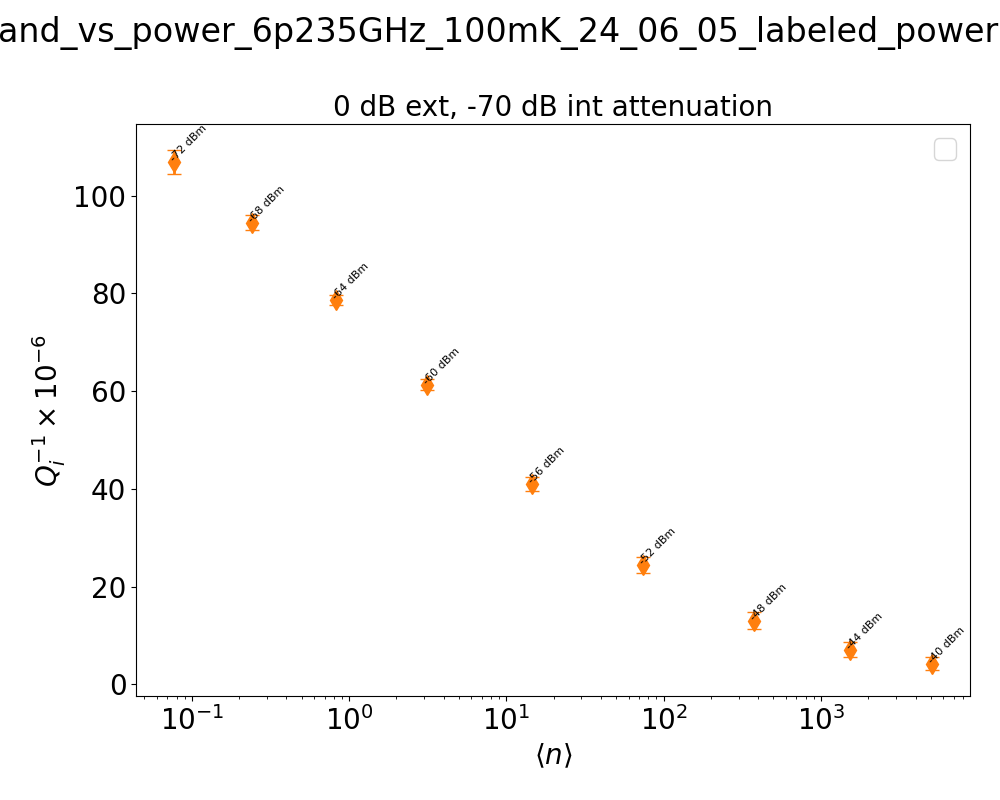 and_vs_power_6p235GHz_100mK_24_06_05_labeled_power
0 dB ext, -70 dB int attenuation
-72 dBm
-68 dBm
-64 dBm
-60 dBm
-56 dBm
-52 dBm
-48 dBm
-44 dBm
-40 dBm
100
80
60
40
20
0
Q_i^{-1} × 10^{-6}
10^{-1}
10^0
10^1
10^2
10^3
⟨n⟩